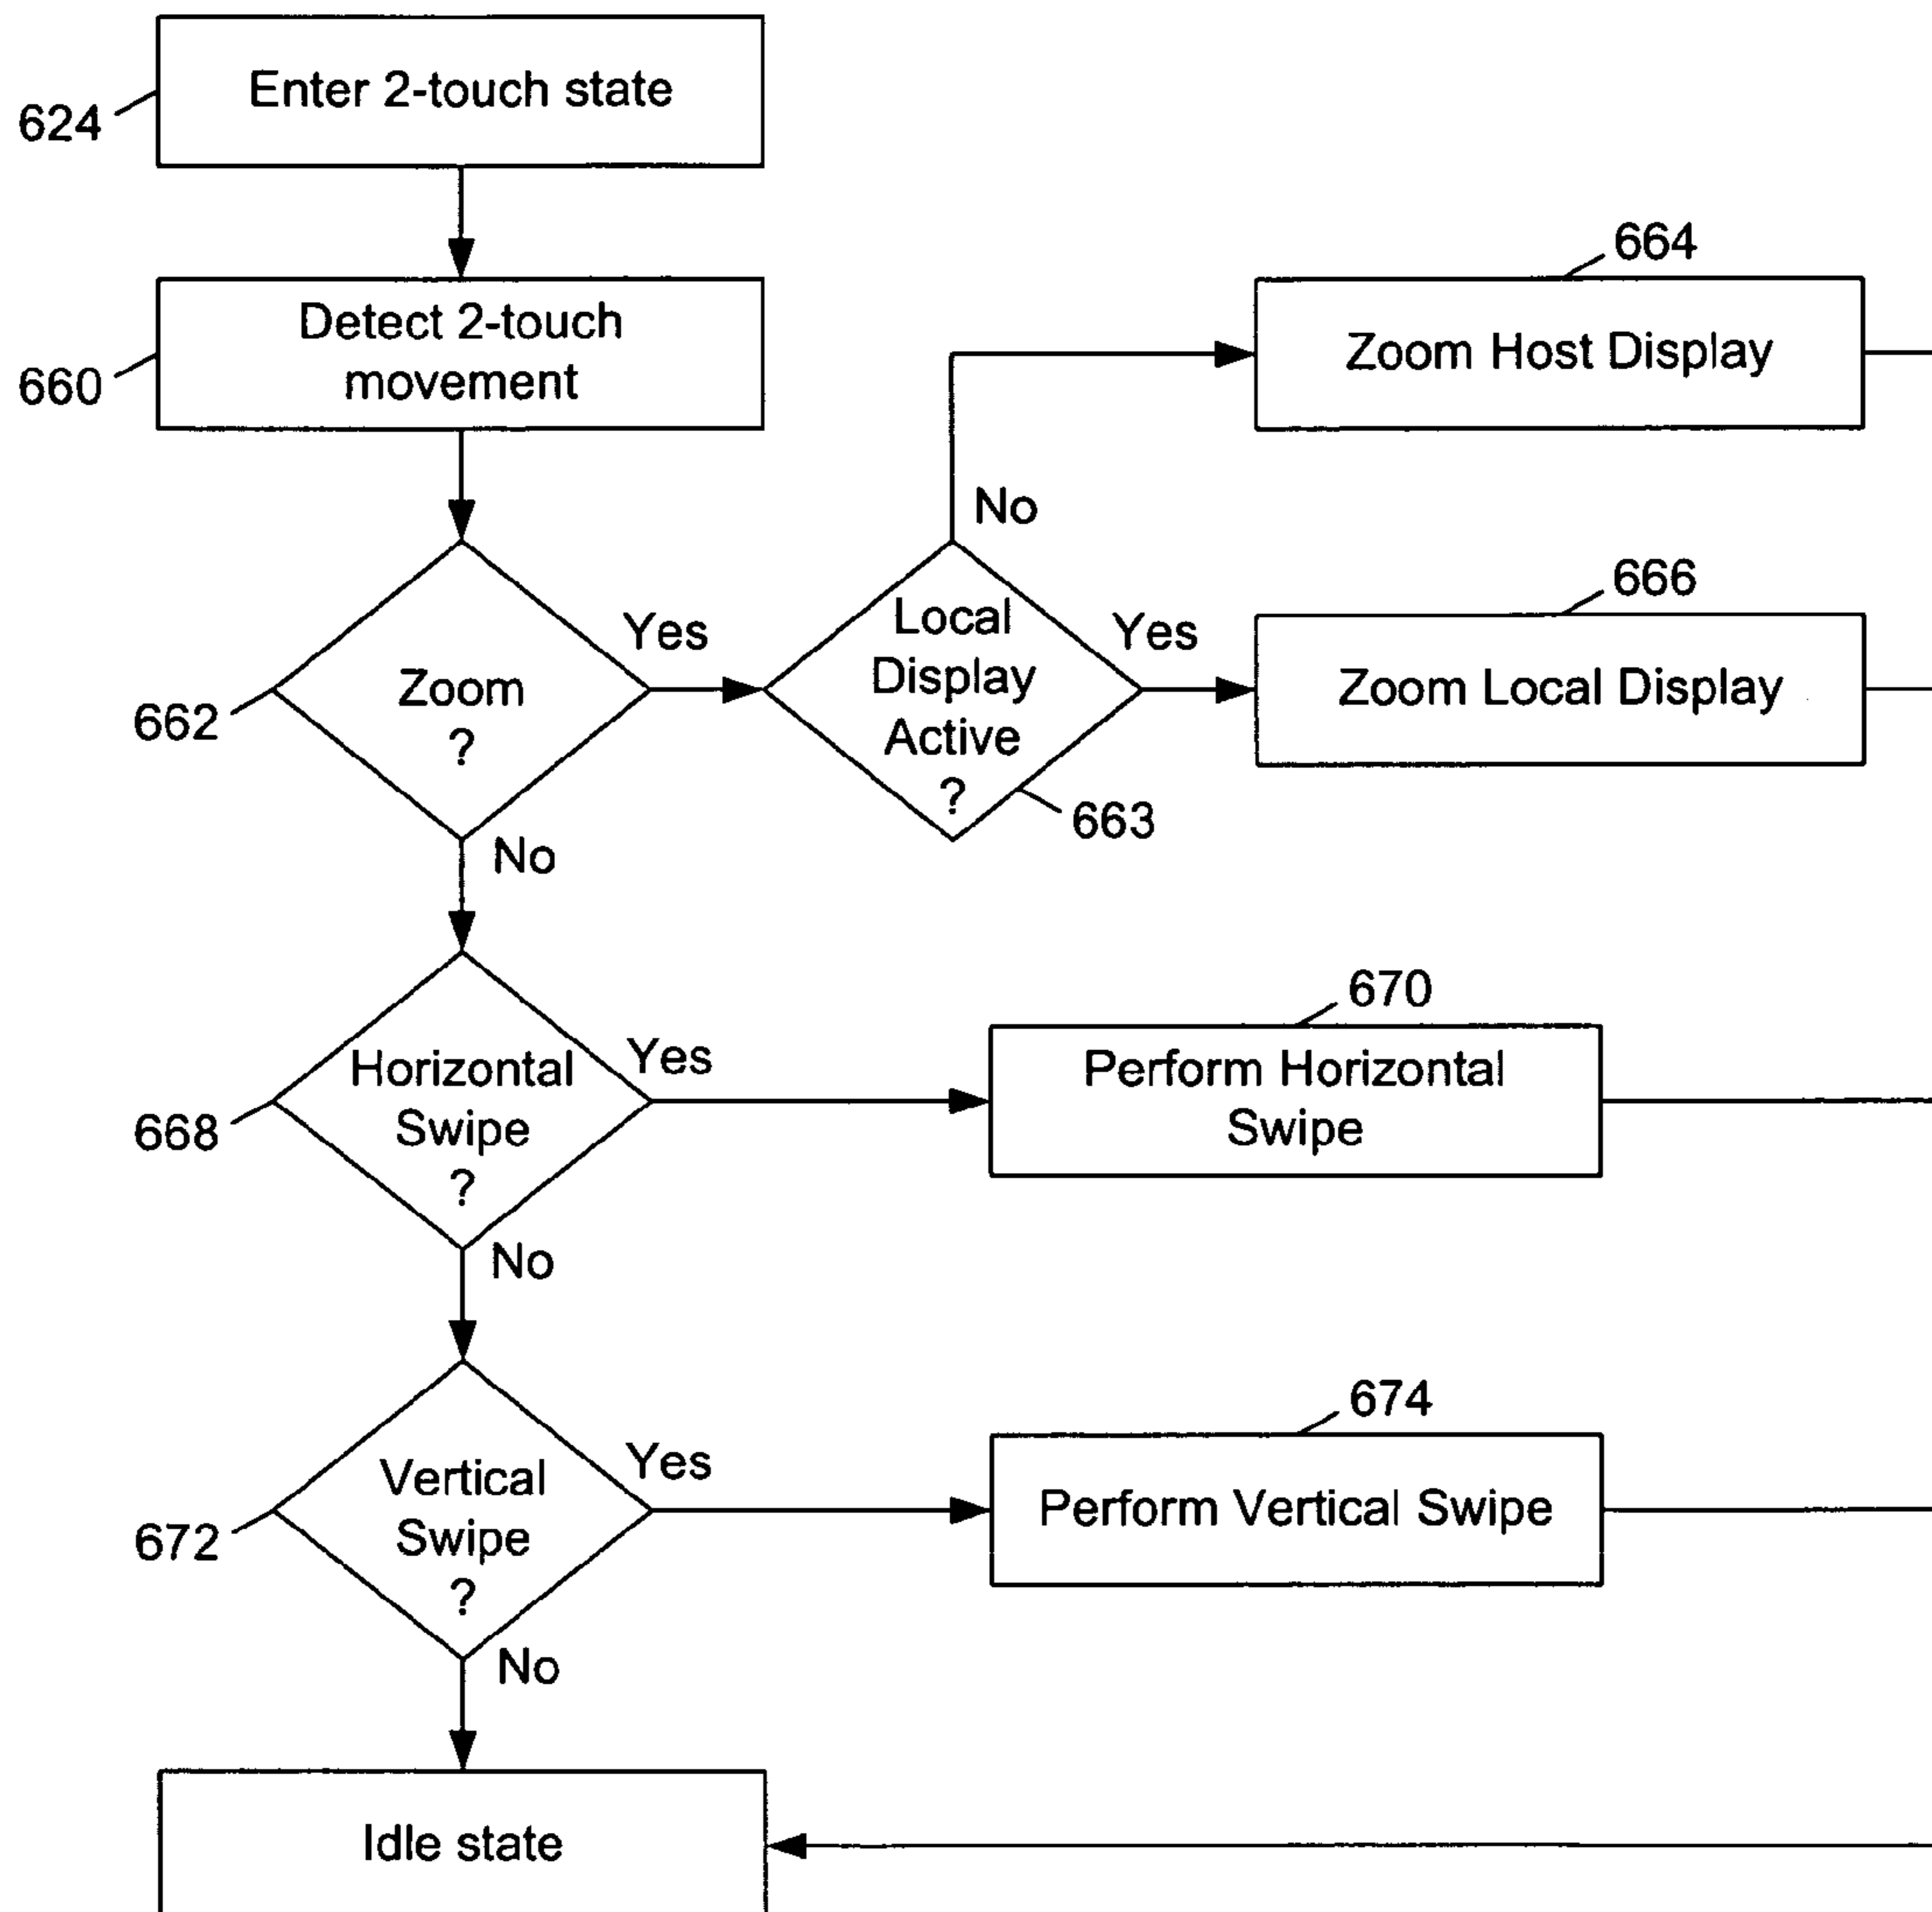 Enter 2-touch state
624
Detect 2-touch
movement
660
664
Zoom Host Display
No
Zoom
?
662
Yes
Local
Display
Active
?
663
Yes
666
Zoom Local Display
No
Horizontal
Swipe
?
668
Yes
670
Perform Horizontal
Swipe
No
Vertical
Swipe
?
672
Yes
674
Perform Vertical Swipe
No
Idle state